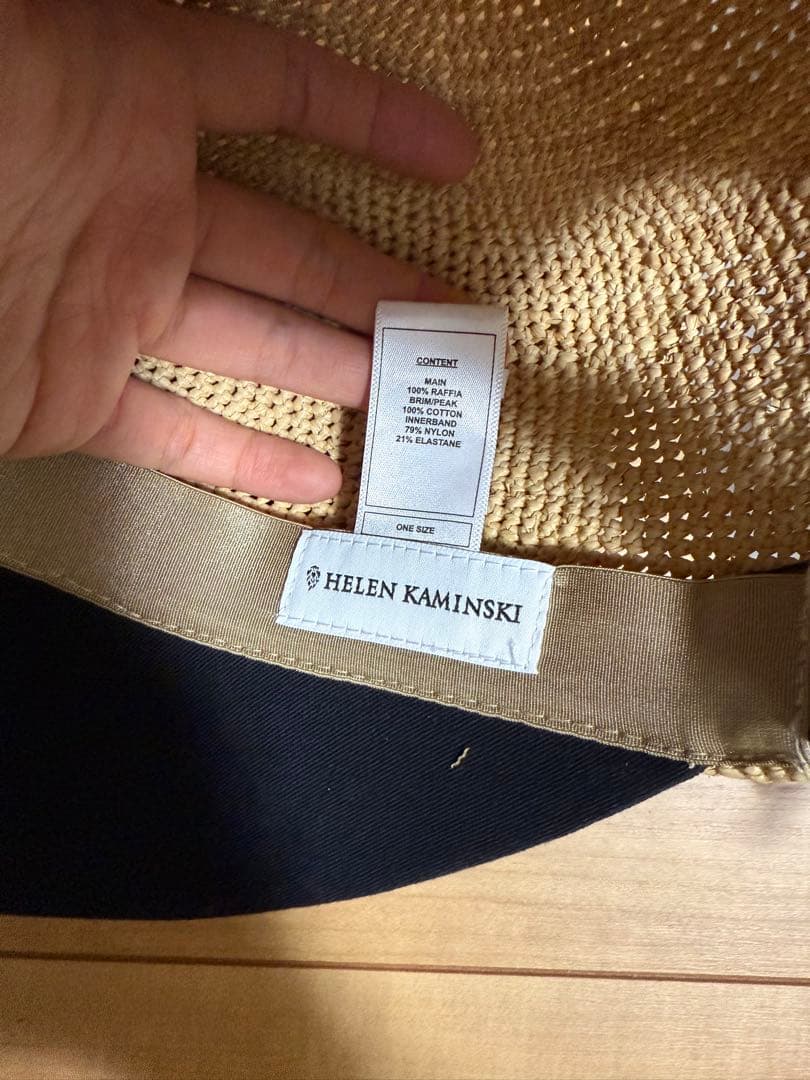 CONTENT
MAIN
100% RAFFIA
BRIM/PEAK
100% COTTON
INNERBAND
79% NYLON
21% ELASTANE
ONE SIZE
HELEN KAMINSKI